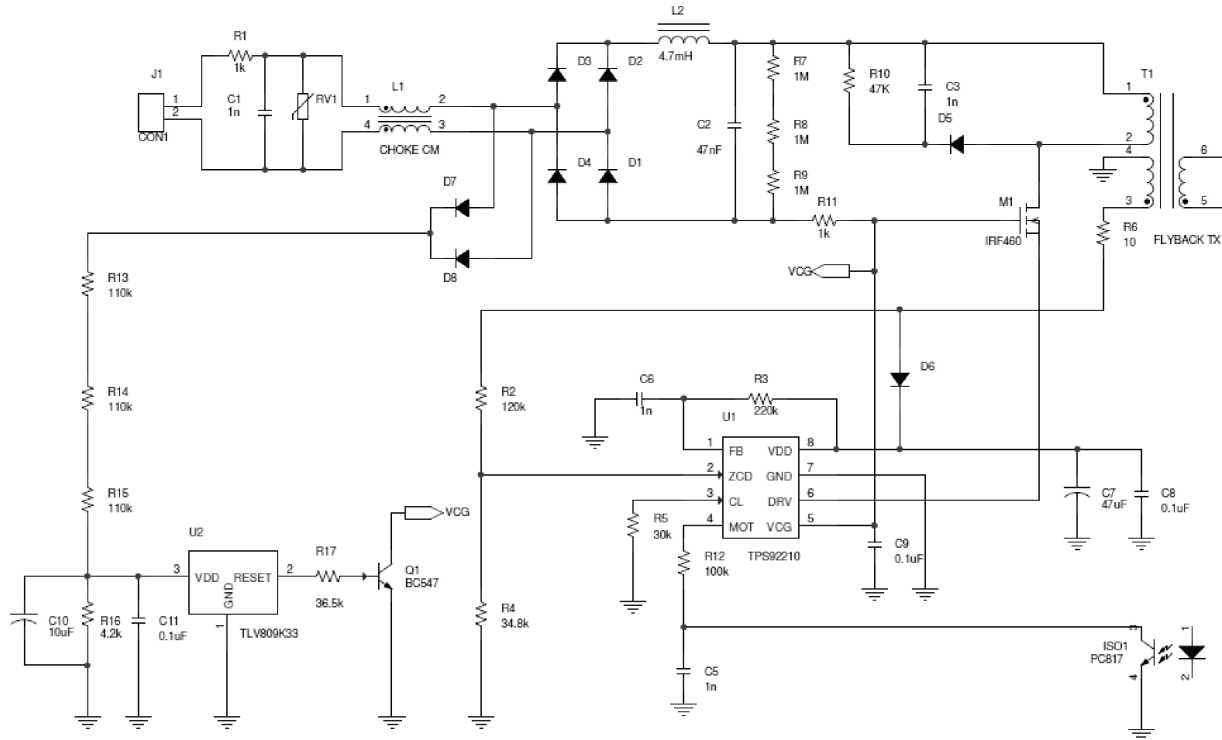 L2
4.7mH
R1
1k
J1
1
2
CON1
C1
1n
RV1
L1
1
2
4
3
CHOKE CM
D3
D2
D4
D1
C2
47nF
R7
1M
R8
1M
R9
1M
R10
47K
C3
1n
D5
T1
1
2
4
3
6
5
FLYBACK TX
R6
10
M1
IRF460
R11
1k
VCG
D7
D8
R13
110k
R14
110k
R15
110k
R2
120k
C6
1n
R3
220k
D6
U1
1
FB
VDD
8
2
ZCD
GND
7
3
CL
DRV
6
4
MOT
VCG
5
TPS92210
R5
30k
R12
100k
C9
0.1uF
C7
47uF
C8
0.1uF
VCG
U2
3
VDD
RESET
2
GND
1
TLV809K33
R17
36.5k
Q1
BC547
R4
34.8k
C10
10uF
R16
4.2k
C11
0.1uF
C5
1n
ISO1
PC817
3
4
1
2